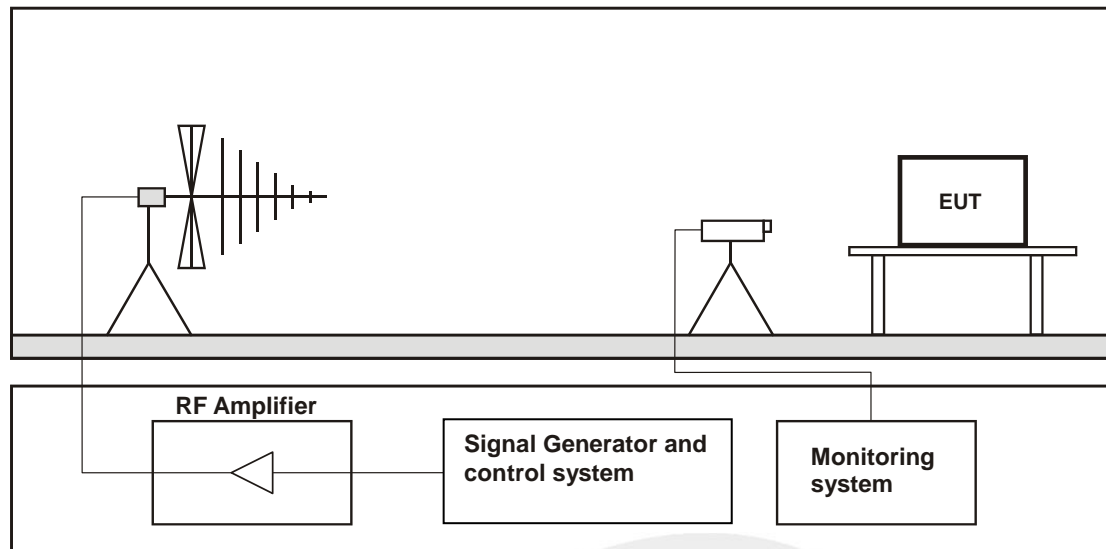 EUT
RF Amplifier
Signal Generator and
control system
Monitoring
system